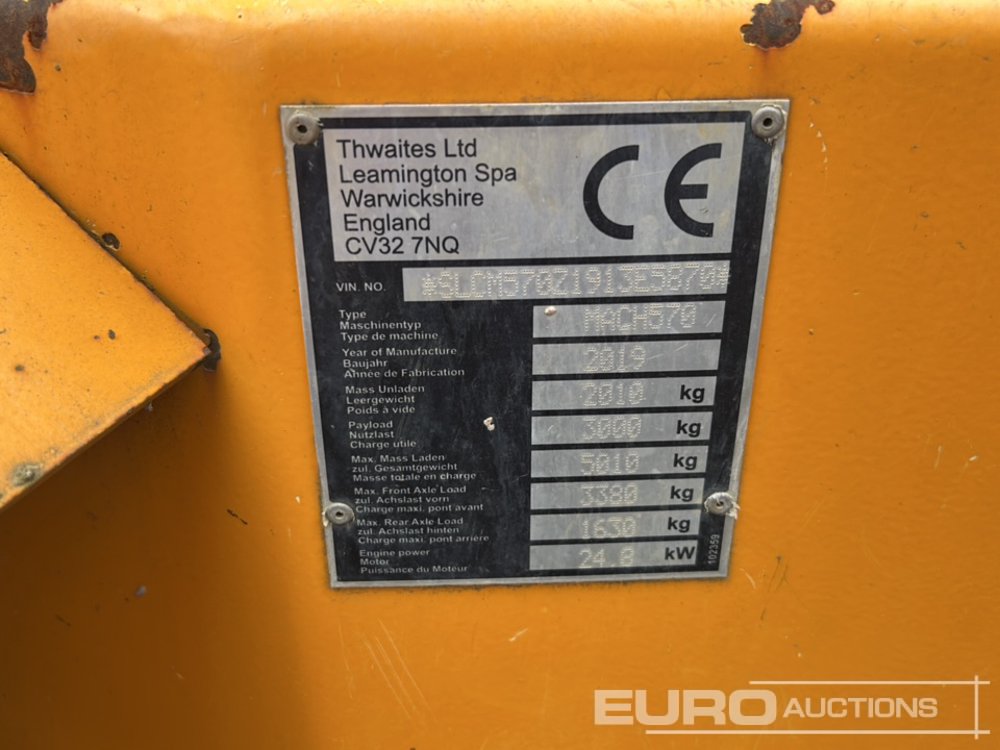 Thwaites Ltd
Leamington Spa
Warwickshire
England
CV32 7NQ
CE
VIN. NO. *SLCM570Z1913E5870*
Type MACH570
Maschinentyp
Type de machine
Year of Manufacture 2019
Baujahr
Année de Fabrication
Mass Unladen 2010 kg
Leergewicht
Poids à vide
Payload 3000 kg
Nutzlast
Charge utile
Max. Mass Laden 5010 kg
zul. Gesamtgewicht
Masse totale en charge
Max. Front Axle Load 3380 kg
zul. Achslast vorn
Charge maxi. pont avant
Max. Rear Axle Load 1630 kg
zul. Achslast hinten
Charge maxi. pont arrière
Engine power 24.8 kW
Motor
Puissance du Moteur
102359
EURO AUCTIONS